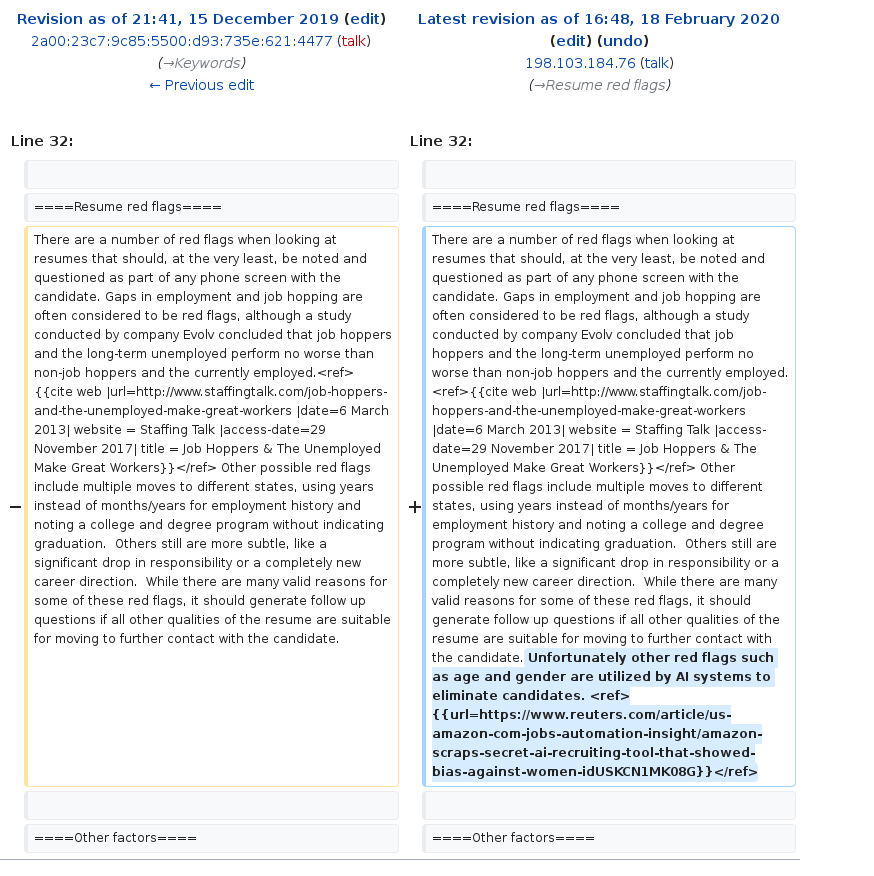 Revision as of 21:41, 15 December 2019 (edit)
2a00:23c7:9c85:5500:d93:735e:621:4477 (talk)
(→Keywords)
← Previous edit
Latest revision as of 16:48, 18 February 2020
(edit) (undo)
198.103.184.76 (talk)
(→Resume red flags)
Line 32:
Line 32:
====Resume red flags====
====Resume red flags====
−
There are a number of red flags when looking at
resumes that should, at the very least, be noted and
questioned as part of any phone screen with the
candidate. Gaps in employment and job hopping are
often considered to be red flags, although a study
conducted by company Evolv concluded that job hoppers
and the long-term unemployed perform no worse than
non-job hoppers and the currently employed.<ref>
{{cite web |url=http://www.staffingtalk.com/job-hoppers-
and-the-unemployed-make-great-workers |date=6 March
2013| website = Staffing Talk |access-date=29
November 2017| title = Job Hoppers & The Unemployed
Make Great Workers}}</ref> Other possible red flags
include multiple moves to different states, using years
instead of months/years for employment history and
noting a college and degree program without indicating
graduation.  Others still are more subtle, like a
significant drop in responsibility or a completely new
career direction.  While there are many valid reasons for
some of these red flags, it should generate follow up
questions if all other qualities of the resume are suitable
for moving to further contact with the candidate.
+
There are a number of red flags when looking at
resumes that should, at the very least, be noted and
questioned as part of any phone screen with the
candidate. Gaps in employment and job hopping are
often considered to be red flags, although a study
conducted by company Evolv concluded that job
hoppers and the long-term unemployed perform no
worse than non-job hoppers and the currently employed.
<ref>{{cite web |url=http://www.staffingtalk.com/job-
hoppers-and-the-unemployed-make-great-workers
|date=6 March 2013| website = Staffing Talk |access-
date=29 November 2017| title = Job Hoppers & The
Unemployed Make Great Workers}}</ref> Other
possible red flags include multiple moves to different
states, using years instead of months/years for
employment history and noting a college and degree
program without indicating graduation.  Others still are
more subtle, like a significant drop in responsibility or a
completely new career direction.  While there are many
valid reasons for some of these red flags, it should
generate follow up questions if all other qualities of the
resume are suitable for moving to further contact with
the candidate. Unfortunately other red flags such
as age and gender are utilized by AI systems to
eliminate candidates. <ref>
{{url=https://www.reuters.com/article/us-
amazon-com-jobs-automation-insight/amazon-
scraps-secret-ai-recruiting-tool-that-showed-
bias-against-women-idUSKCN1MK08G}}</ref>
====Other factors====
====Other factors====